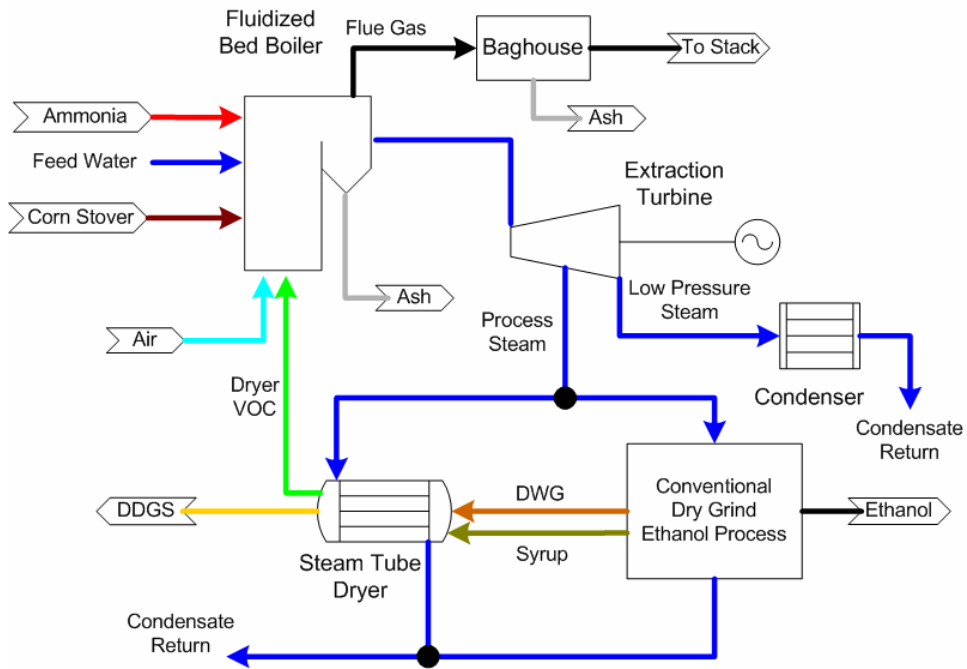 Fluidized
Bed Boiler
Flue Gas
Baghouse
To Stack
Ammonia
Ash
Feed Water
Extraction
Turbine
Corn Stover
Ash
Low Pressure
Steam
Process
Steam
Air
Dryer
VOC
Condenser
Condensate
Return
DDGS
DWG
Conventional
Dry Grind
Ethanol Process
Ethanol
Syrup
Steam Tube
Dryer
Condensate
Return